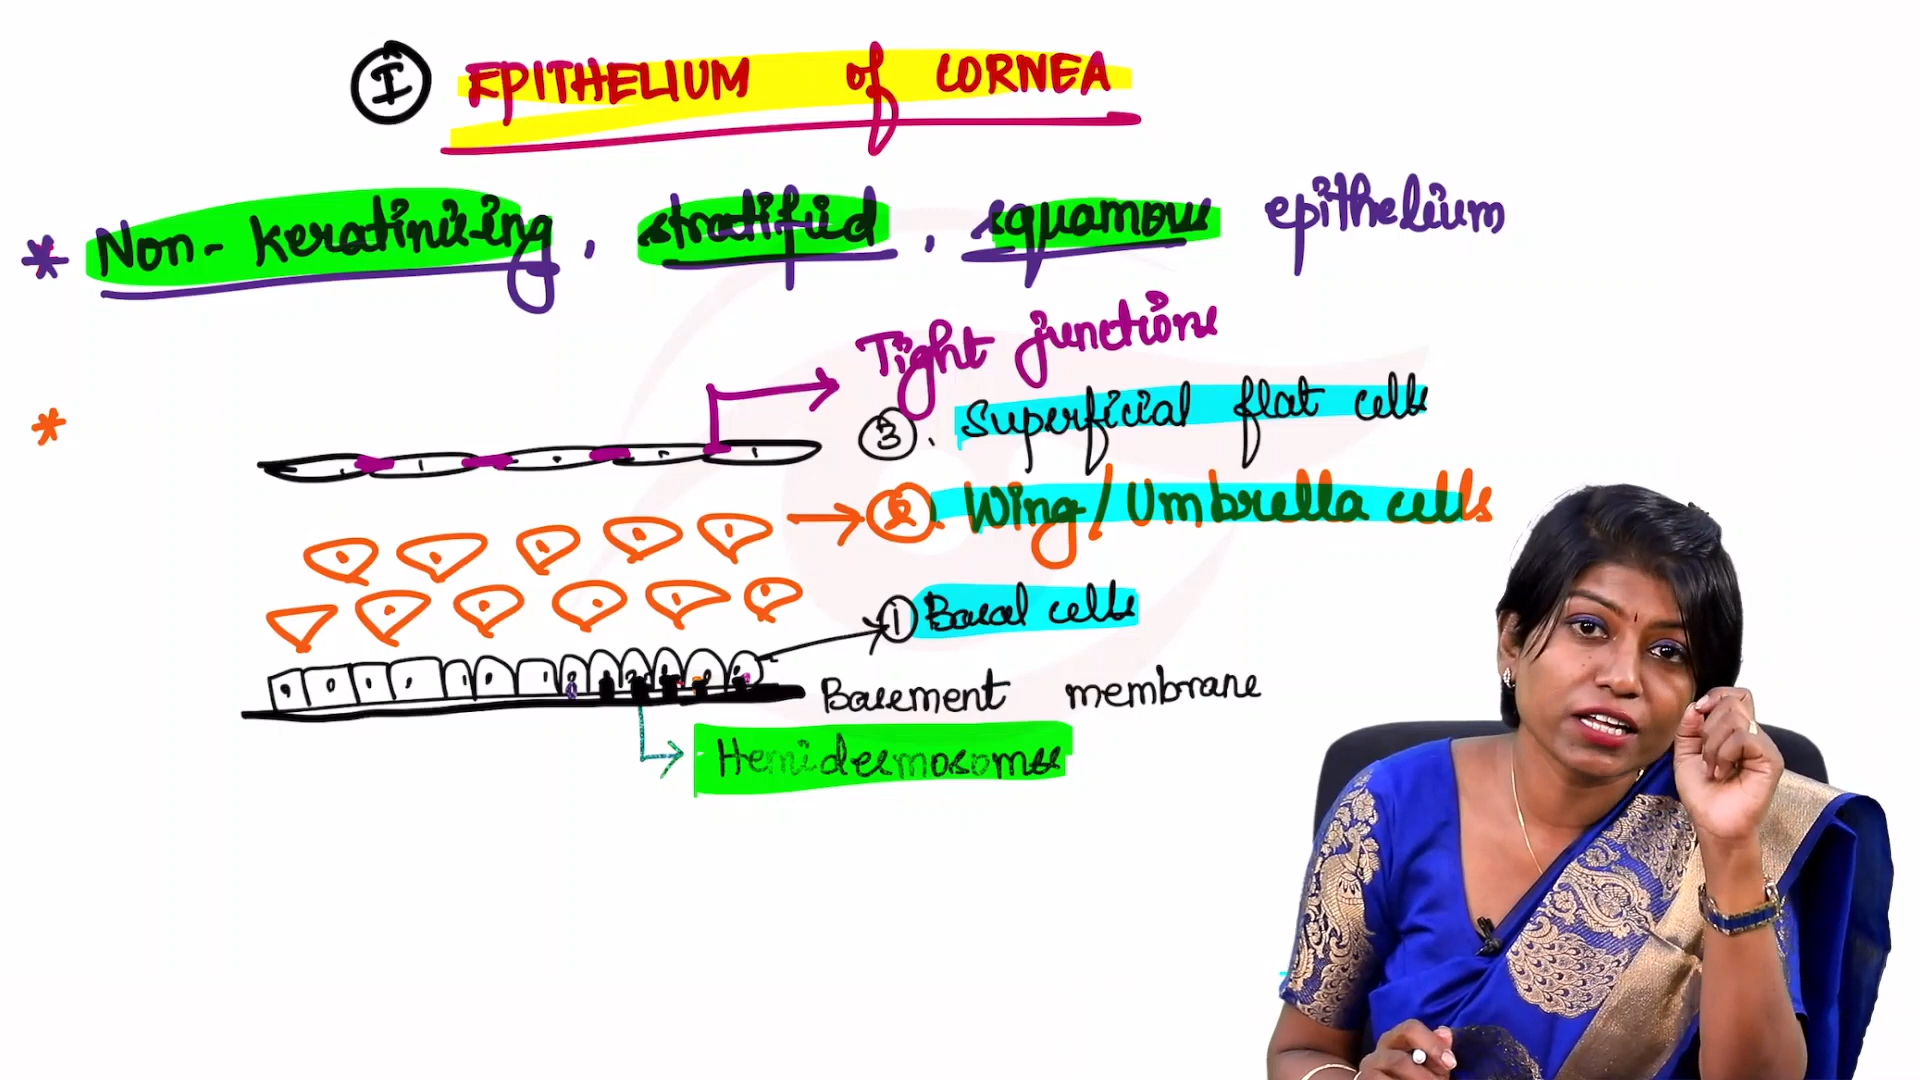 I EPITHELIUM of CORNEA
* Non-keratinizing, stratified, squamous epithelium
Tight junctions
*
3. Superficial flat cells
2. Wing/Umbrella cells
1 Basal cells
Basement membrane
Hemidesmosomes